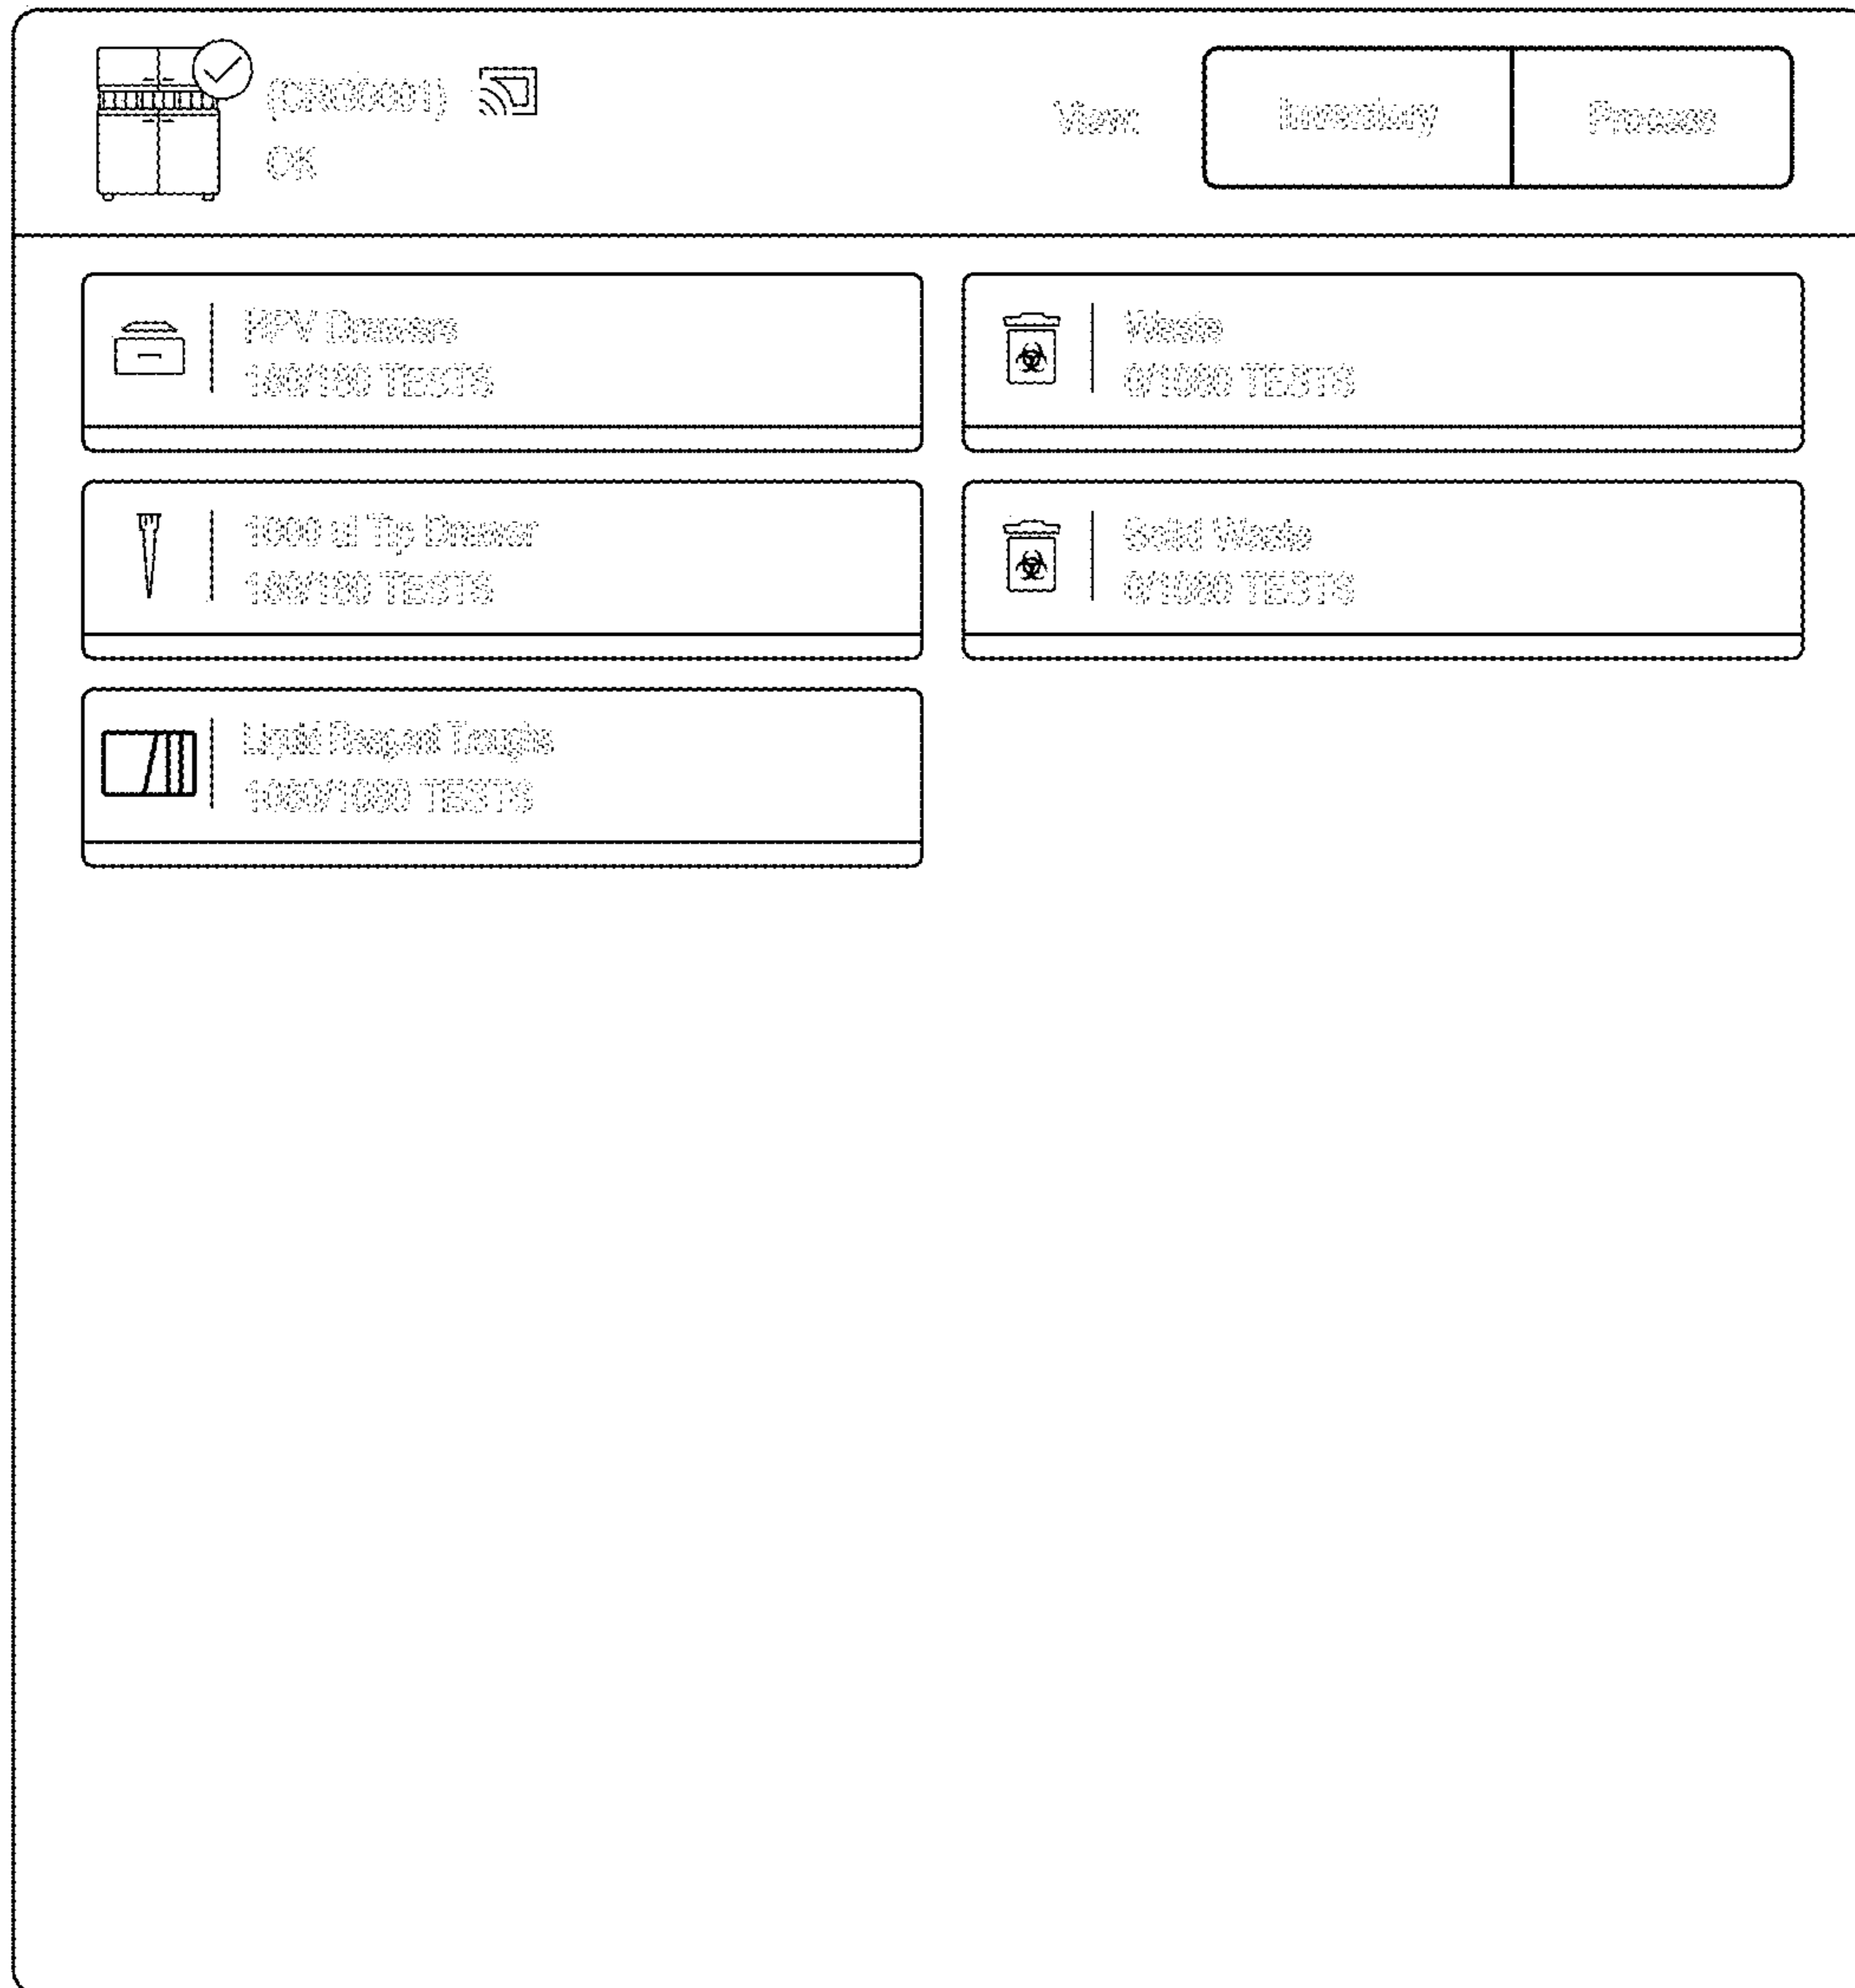 OK
View:
Inventory
Process
HPV Drawers
180/180 TESTS
Waste
0/1080 TESTS
1000 ul Tip Drawer
180/180 TESTS
Solid Waste
0/1080 TESTS
Liquid Reagent Troughs
1080/1080 TESTS